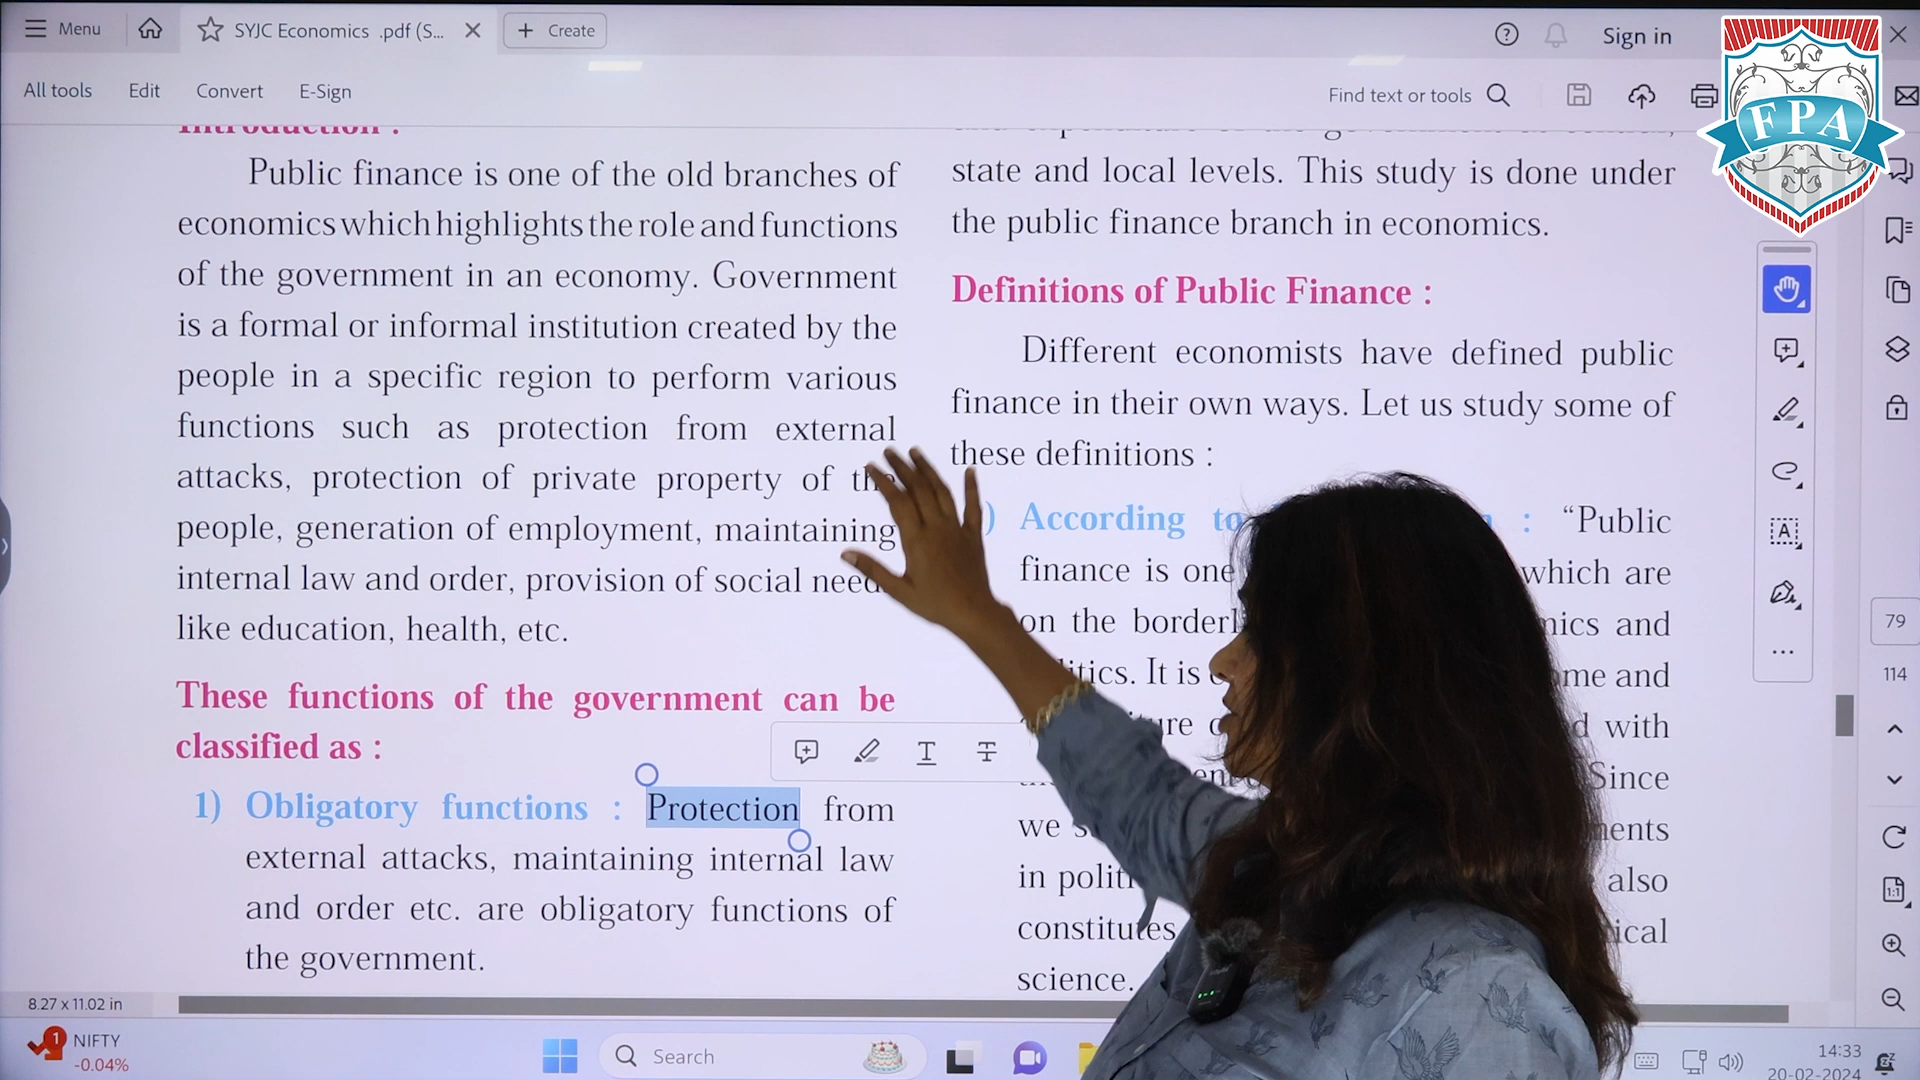 Menu
SYJC Economics .pdf (S...
Create
Sign in
All tools
Edit
Convert
E-Sign
Find text or tools
FPA
Introduction :
Public finance is one of the old branches of
economics which highlights the role and functions
of the government in an economy. Government
is a formal or informal institution created by the
people in a specific region to perform various
functions such as protection from external
attacks, protection of private property of the
people, generation of employment, maintaining
internal law and order, provision of social needs
like education, health, etc.
These functions of the government can be
classified as :
1) Obligatory functions : Protection from
external attacks, maintaining internal law
and order etc. are obligatory functions of
the government.
state and local levels. This study is done under
the public finance branch in economics.
Definitions of Public Finance :
Different economists have defined public
finance in their own ways. Let us study some of
these definitions :
) According to : “Public
finance is one which are
on the and
It is and
with
Since
we
in
also
constitutes
science.
79
114
8.27 x 11.02 in
1
NIFTY
-0.04%
Search
14:33
20-02-2024